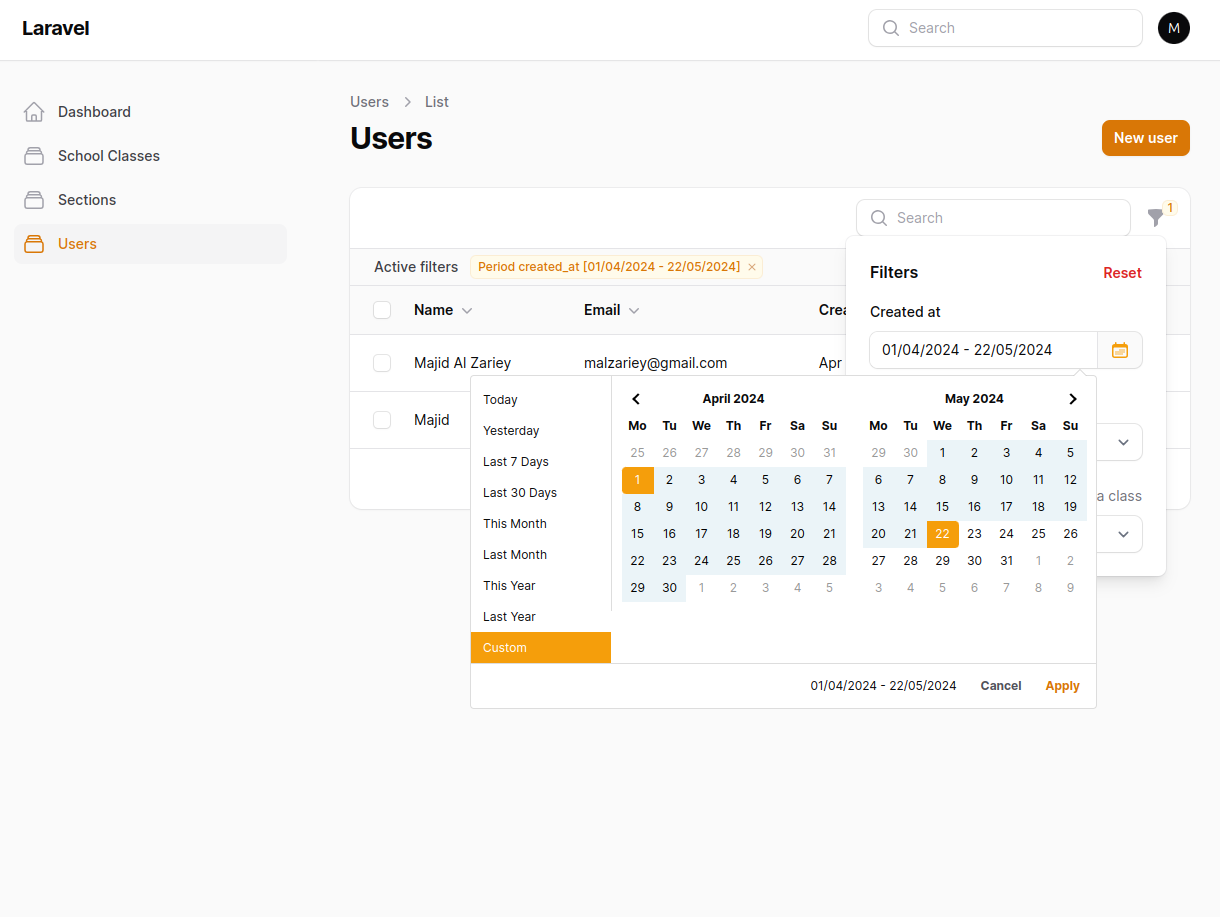 Laravel
Search
M
Dashboard
School Classes
Sections
Users
Users
List
Users
New user
Search
1
Active filters
Period created_at [01/04/2024 - 22/05/2024]
Name Email
Majid Al Zariey malzariey@gmail.com Apr
Majid
Filters Reset
Created at
01/04/2024 - 22/05/2024
a class
Today
Yesterday
Last 7 Days
Last 30 Days
This Month
Last Month
This Year
Last Year
Custom
April 2024
Mo Tu We Th Fr Sa Su
25 26 27 28 29 30 31
1 2 3 4 5 6 7
8 9 10 11 12 13 14
15 16 17 18 19 20 21
22 23 24 25 26 27 28
29 30 1 2 3 4 5
May 2024
Mo Tu We Th Fr Sa Su
29 30 1 2 3 4 5
6 7 8 9 10 11 12
13 14 15 16 17 18 19
20 21 22 23 24 25 26
27 28 29 30 31 1 2
3 4 5 6 7 8 9
01/04/2024 - 22/05/2024
Cancel
Apply